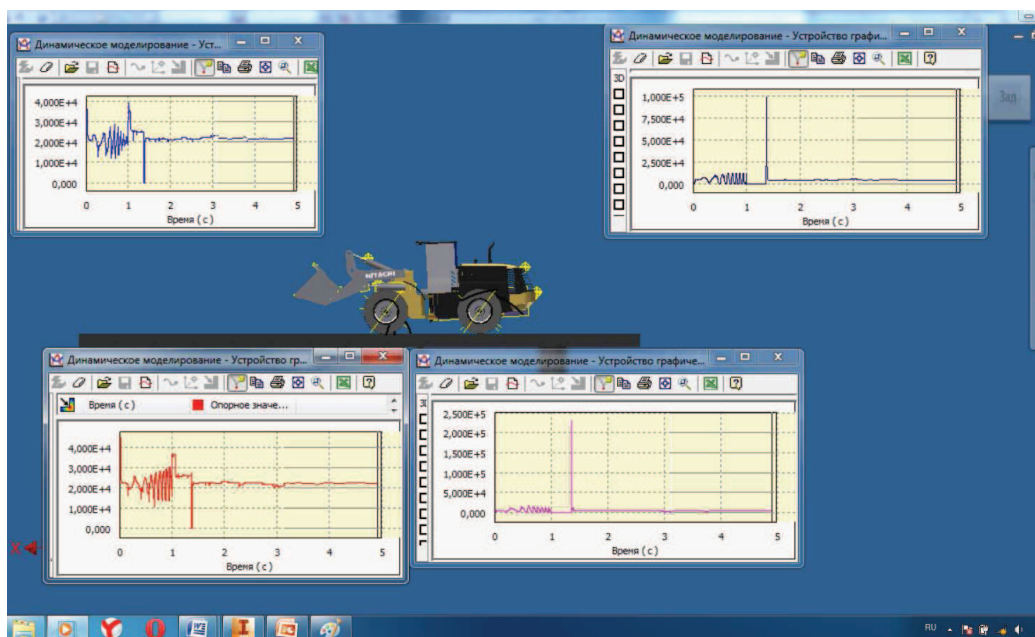 Динамическое моделирование - Уст...
4,000E+4
3,000E+4
2,000E+4
1,000E+4
0,000
0 1 2 3 4 5
Время (с)
Динамическое моделирование - Устройство графи...
3D
Зад
1,000E+5
7,500E+4
5,000E+4
2,500E+4
0,000
0 1 2 3 4 5
Время (с)
HITACHI
Динамическое моделирование - Устройство гр...
Время (с) Опорное значе...
4,000E+4
3,000E+4
2,000E+4
1,000E+4
0,000
0 1 2 3 4 5
Время (с)
Динамическое моделирование - Устройство графиче...
2,500E+5
2,000E+5
1,500E+5
1,000E+5
5,000E+4
0,000
0 1 2 3 4 5
Время (с)
X
RU